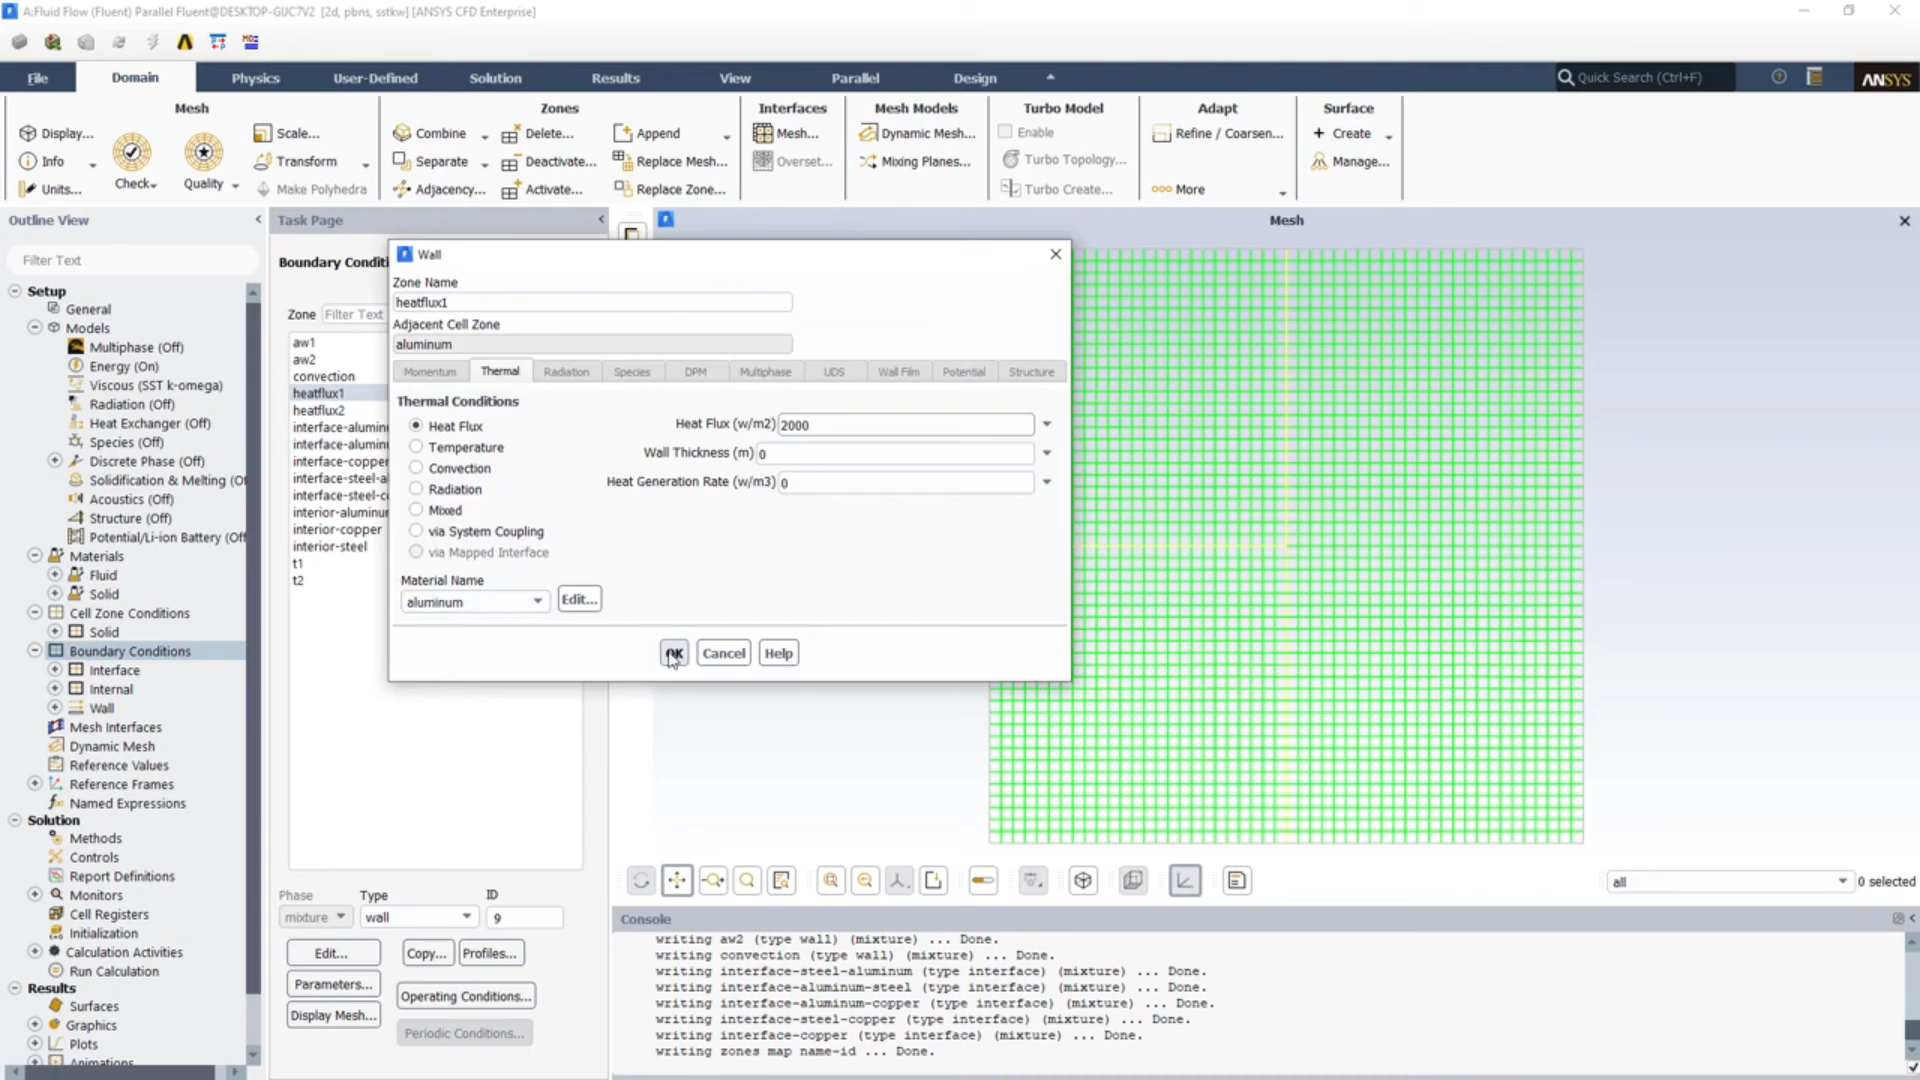 A:Fluid Flow (Fluent) Parallel Fluent@DESKTOP-GIJC7V2 [2d, pbns, sstkw] [ANSYS CFD Enterprise]
File
Domain
Physics
User-Defined
Solution
Results
View
Parallel
Design
Quick Search (Ctrl+F)
ANSYS
Mesh
Display...
Info
Units...
Check
Quality
Scale...
Transform
Make Polyhedra
Zones
Combine
Separate
Adjacency...
Delete...
Deactivate...
Activate...
Append
Replace Mesh...
Replace Zone...
Interfaces
Mesh...
Overset...
Mesh Models
Dynamic Mesh...
Mixing Planes...
Turbo Model
Enable
Turbo Topology...
Turbo Create...
Adapt
Refine / Coarsen...
More
Surface
+ Create
Manage...
Outline View
Filter Text
Setup
General
Models
Multiphase (Off)
Energy (On)
Viscous (SST k-omega)
Radiation (Off)
Heat Exchanger (Off)
Species (Off)
Discrete Phase (Off)
Solidification & Melting (Of
Acoustics (Off)
Structure (Off)
Potential/Li-ion Battery (Off
Materials
Fluid
Solid
Cell Zone Conditions
Solid
Boundary Conditions
Interface
Internal
Wall
Mesh Interfaces
Dynamic Mesh
Reference Values
Reference Frames
Named Expressions
Solution
Methods
Controls
Report Definitions
Monitors
Cell Registers
Initialization
Calculation Activities
Run Calculation
Results
Surfaces
Graphics
Plots
Animations
Task Page
Boundary Conditi
Zone Filter Text
aw1
aw2
convection
heatflux1
heatflux2
interface-alumin
interface-alumin
interface-copper
interface-steel-a
interface-steel-c
interior-aluminur
interior-copper
interior-steel
t1
t2
Phase
Type
ID
mixture
wall
9
Edit...
Copy...
Profiles...
Parameters...
Operating Conditions...
Display Mesh...
Periodic Conditions...
Wall
Zone Name
heatflux1
Adjacent Cell Zone
aluminum
Momentum
Thermal
Radiation
Species
DPM
Multiphase
UDS
Wall Film
Potential
Structure
Thermal Conditions
Heat Flux
Temperature
Convection
Radiation
Mixed
via System Coupling
via Mapped Interface
Heat Flux (w/m2) 2000
Wall Thickness (m) 0
Heat Generation Rate (w/m3) 0
Material Name
aluminum
Edit...
OK
Cancel
Help
Mesh
all
0 selected
Console
writing aw2 (type wall) (mixture) ... Done.
writing convection (type wall) (mixture) ... Done.
writing interface-steel-aluminum (type interface) (mixture) ... Done.
writing interface-aluminum-steel (type interface) (mixture) ... Done.
writing interface-aluminum-copper (type interface) (mixture) ... Done.
writing interface-steel-copper (type interface) (mixture) ... Done.
writing interface-copper (type interface) (mixture) ... Done.
writing zones map name-id ... Done.